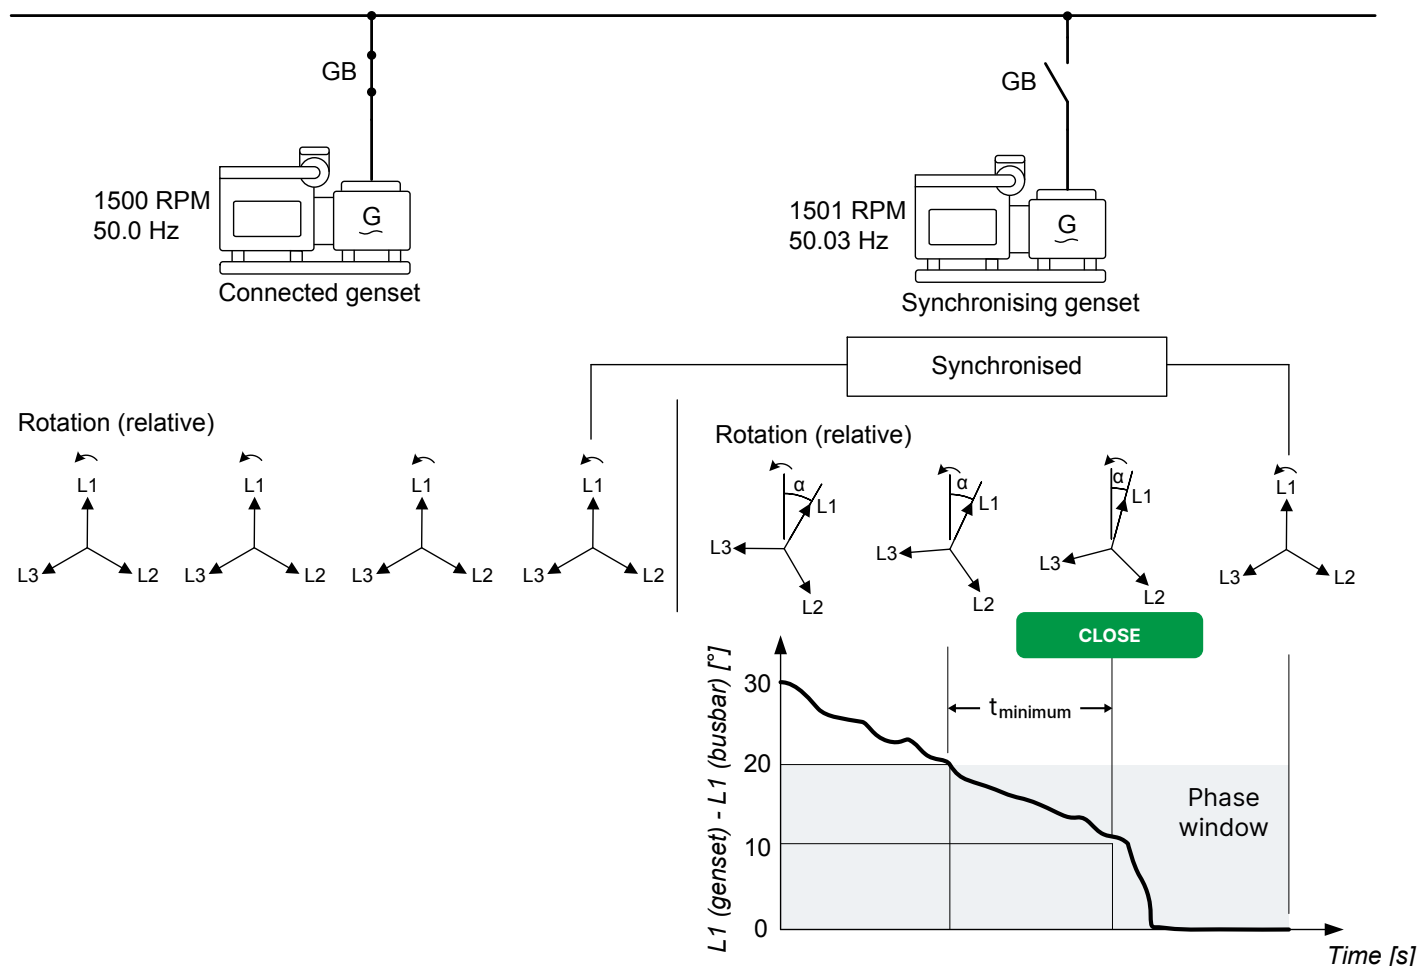 GB
GB
1500 RPM
50.0 Hz
G
Connected genset
1501 RPM
50.03 Hz
G
Synchronising genset
Synchronised
Rotation (relative)
L1
L3
L2
L1
L3
L2
L1
L3
L2
L1
L3
L2
Rotation (relative)
α
L1
L3
L2
α
L1
L3
L2
α
L1
L3
L2
L1
L3
L2
CLOSE
L1 (genset) - L1 (busbar) [°]
30
20
10
0
tminimum
Phase
window
Time [s]